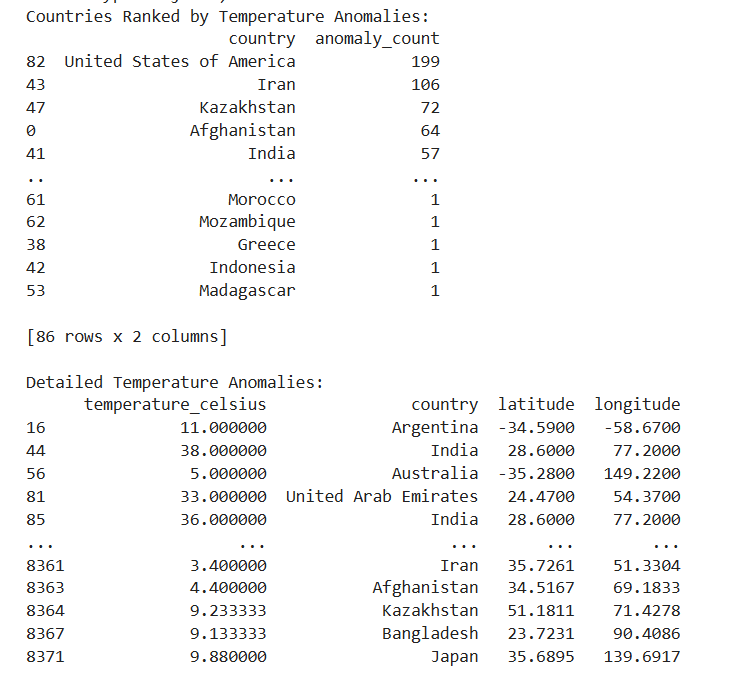 Countries Ranked by Temperature Anomalies:
country anomaly_count
82 United States of America 199
43 Iran 106
47 Kazakhstan 72
0 Afghanistan 64
41 India 57
.. ... ...
61 Morocco 1
62 Mozambique 1
38 Greece 1
42 Indonesia 1
53 Madagascar 1
[86 rows x 2 columns]
Detailed Temperature Anomalies:
temperature_celsius country latitude longitude
16 11.000000 Argentina -34.5900 -58.6700
44 38.000000 India 28.6000 77.2000
56 5.000000 Australia -35.2800 149.2200
81 33.000000 United Arab Emirates 24.4700 54.3700
85 36.000000 India 28.6000 77.2000
... ... ... ... ...
8361 3.400000 Iran 35.7261 51.3304
8363 4.400000 Afghanistan 34.5167 69.1833
8364 9.233333 Kazakhstan 51.1811 71.4278
8367 9.133333 Bangladesh 23.7231 90.4086
8371 9.880000 Japan 35.6895 139.6917